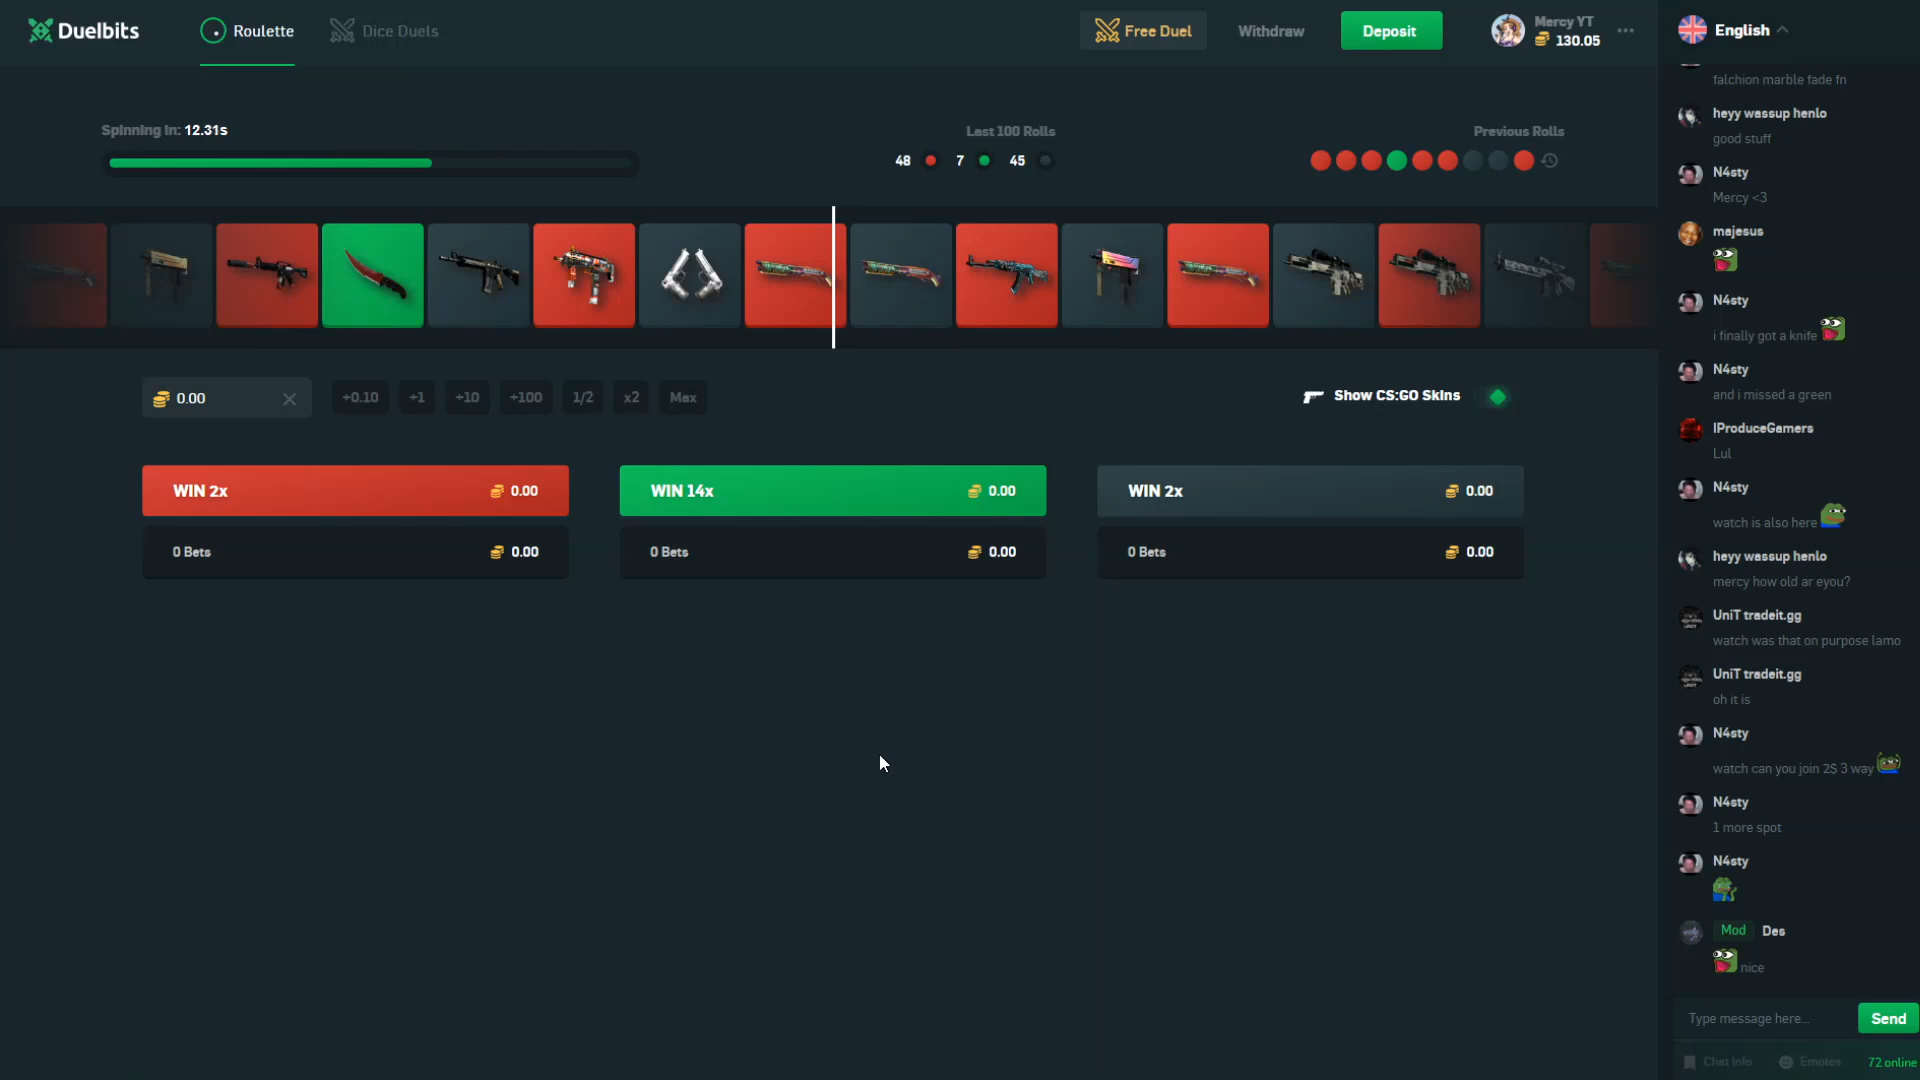 Duelbits
Roulette
Dice Duels
Free Duel
Withdraw
Deposit
Mercy YT
130.05
English
Spinning In: 12.31s
Last 100 Rolls
48
7
45
Previous Rolls
0.00
+0.10
+1
+10
+100
1/2
x2
Max
Show CS:GO Skins
WIN 2x
0.00
WIN 14x
0.00
WIN 2x
0.00
0 Bets
0.00
0 Bets
0.00
0 Bets
0.00
falchion marble fade fn
heyy wassup henlo
good stuff
N4sty
Mercy <3
majesus
N4sty
i finally got a knife
N4sty
and i missed a green
IProduceGamers
Lul
N4sty
watch is also here
heyy wassup henlo
mercy how old ar eyou?
UniT tradeit.gg
watch was that on purpose lamo
UniT tradeit.gg
oh it is
N4sty
watch can you join 2$ 3 way
N4sty
1 more spot
N4sty
Mod Des
nice
Type message here...
Send
Chat Info
Emotes
72 online